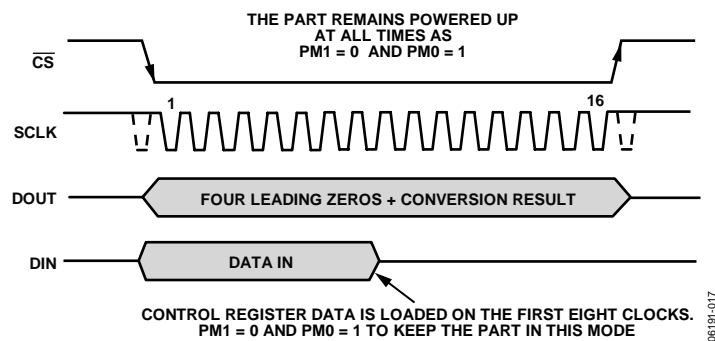 THE PART REMAINS POWERED UP
AT ALL TIMES AS
PM1 = 0 AND PM0 = 1
CS
1
16
SCLK
DOUT
FOUR LEADING ZEROS + CONVERSION RESULT
DIN
DATA IN
CONTROL REGISTER DATA IS LOADED ON THE FIRST EIGHT CLOCKS.
PM1 = 0 AND PM0 = 1 TO KEEP THE PART IN THIS MODE
06191-017